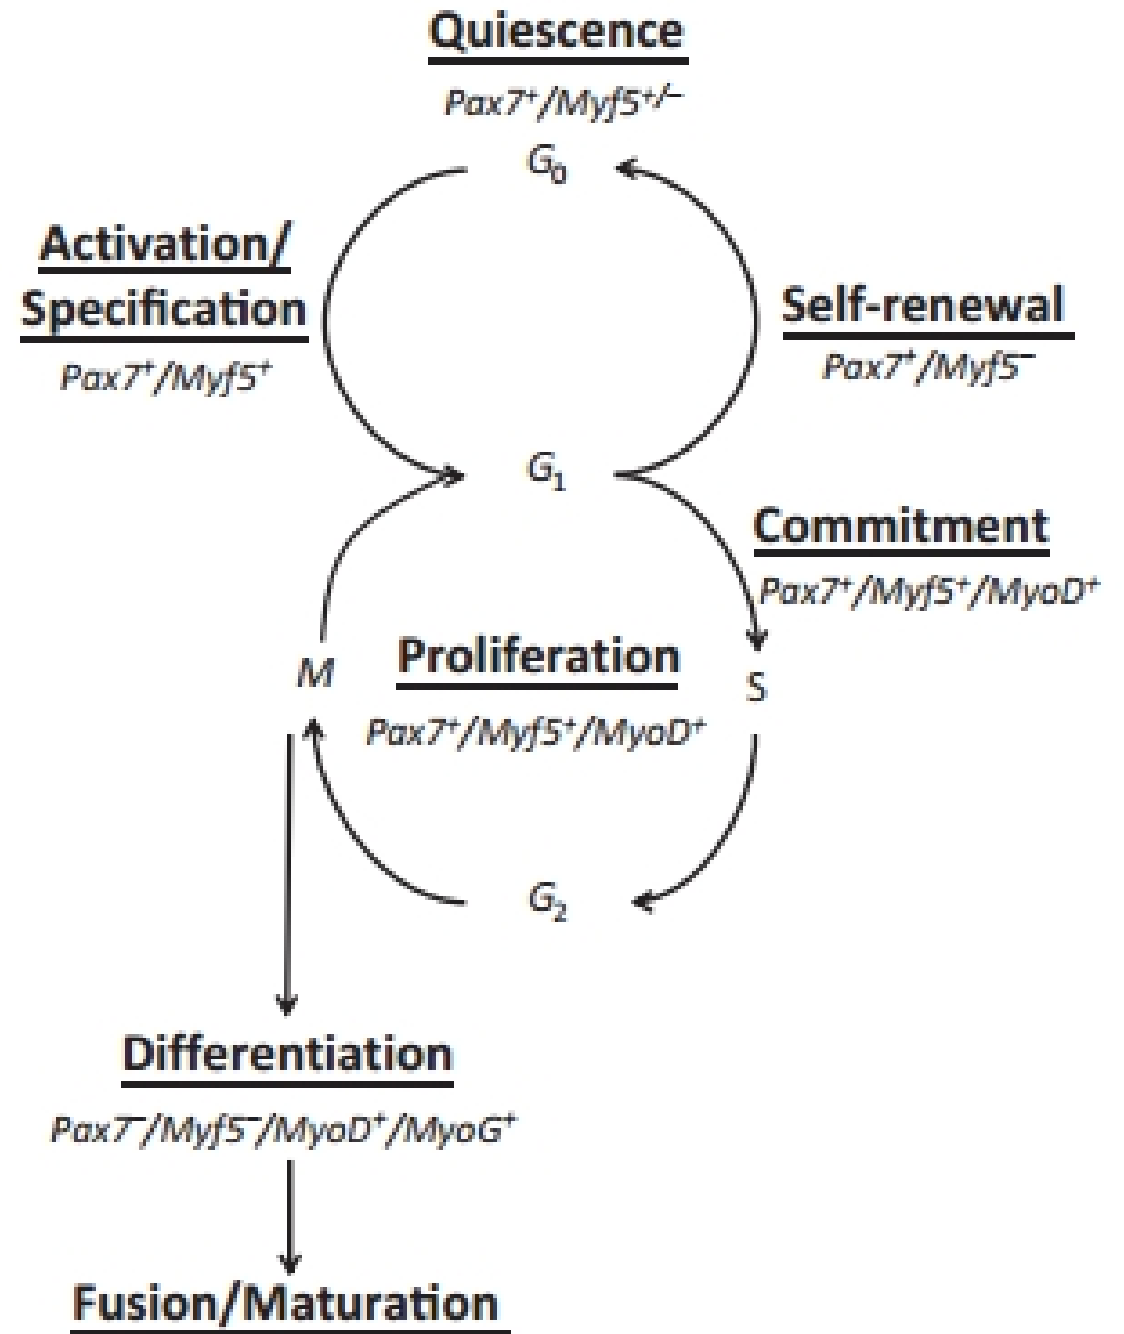 Quiescence
Pax7⁺/Myf5⁺/⁻
G₀
Activation/
Specification
Pax7⁺/Myf5⁺
Self-renewal
Pax7⁺/Myf5⁻
G₁
Commitment
Pax7⁺/Myf5⁺/MyoD⁺
M
Proliferation
S
Pax7⁺/Myf5⁺/MyoD⁺
G₂
Differentiation
Pax7⁻/Myf5⁻/MyoD⁺/MyoG⁺
Fusion/Maturation